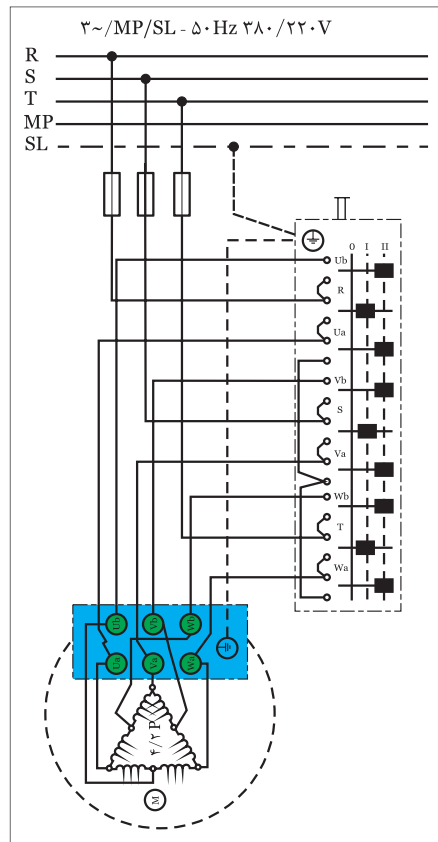 ۳~/MP/SL - ۵۰Hz ۳۸۰/۲۲۰V
R
S
T
MP
SL
II
0 I II
Ub
R
Ua
Vb
S
Va
Wb
T
Wa
Ub Vb Wb
Ua Va Wa
۴/۲P
M